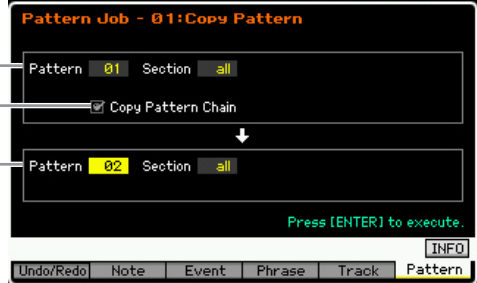 Pattern Job - 01:Copy Pattern
Pattern 01 Section all
Copy Pattern Chain
Pattern 02 Section all
Press [ENTER] to execute.
INFO
Undo/Redo Note Event Phrase Track Pattern